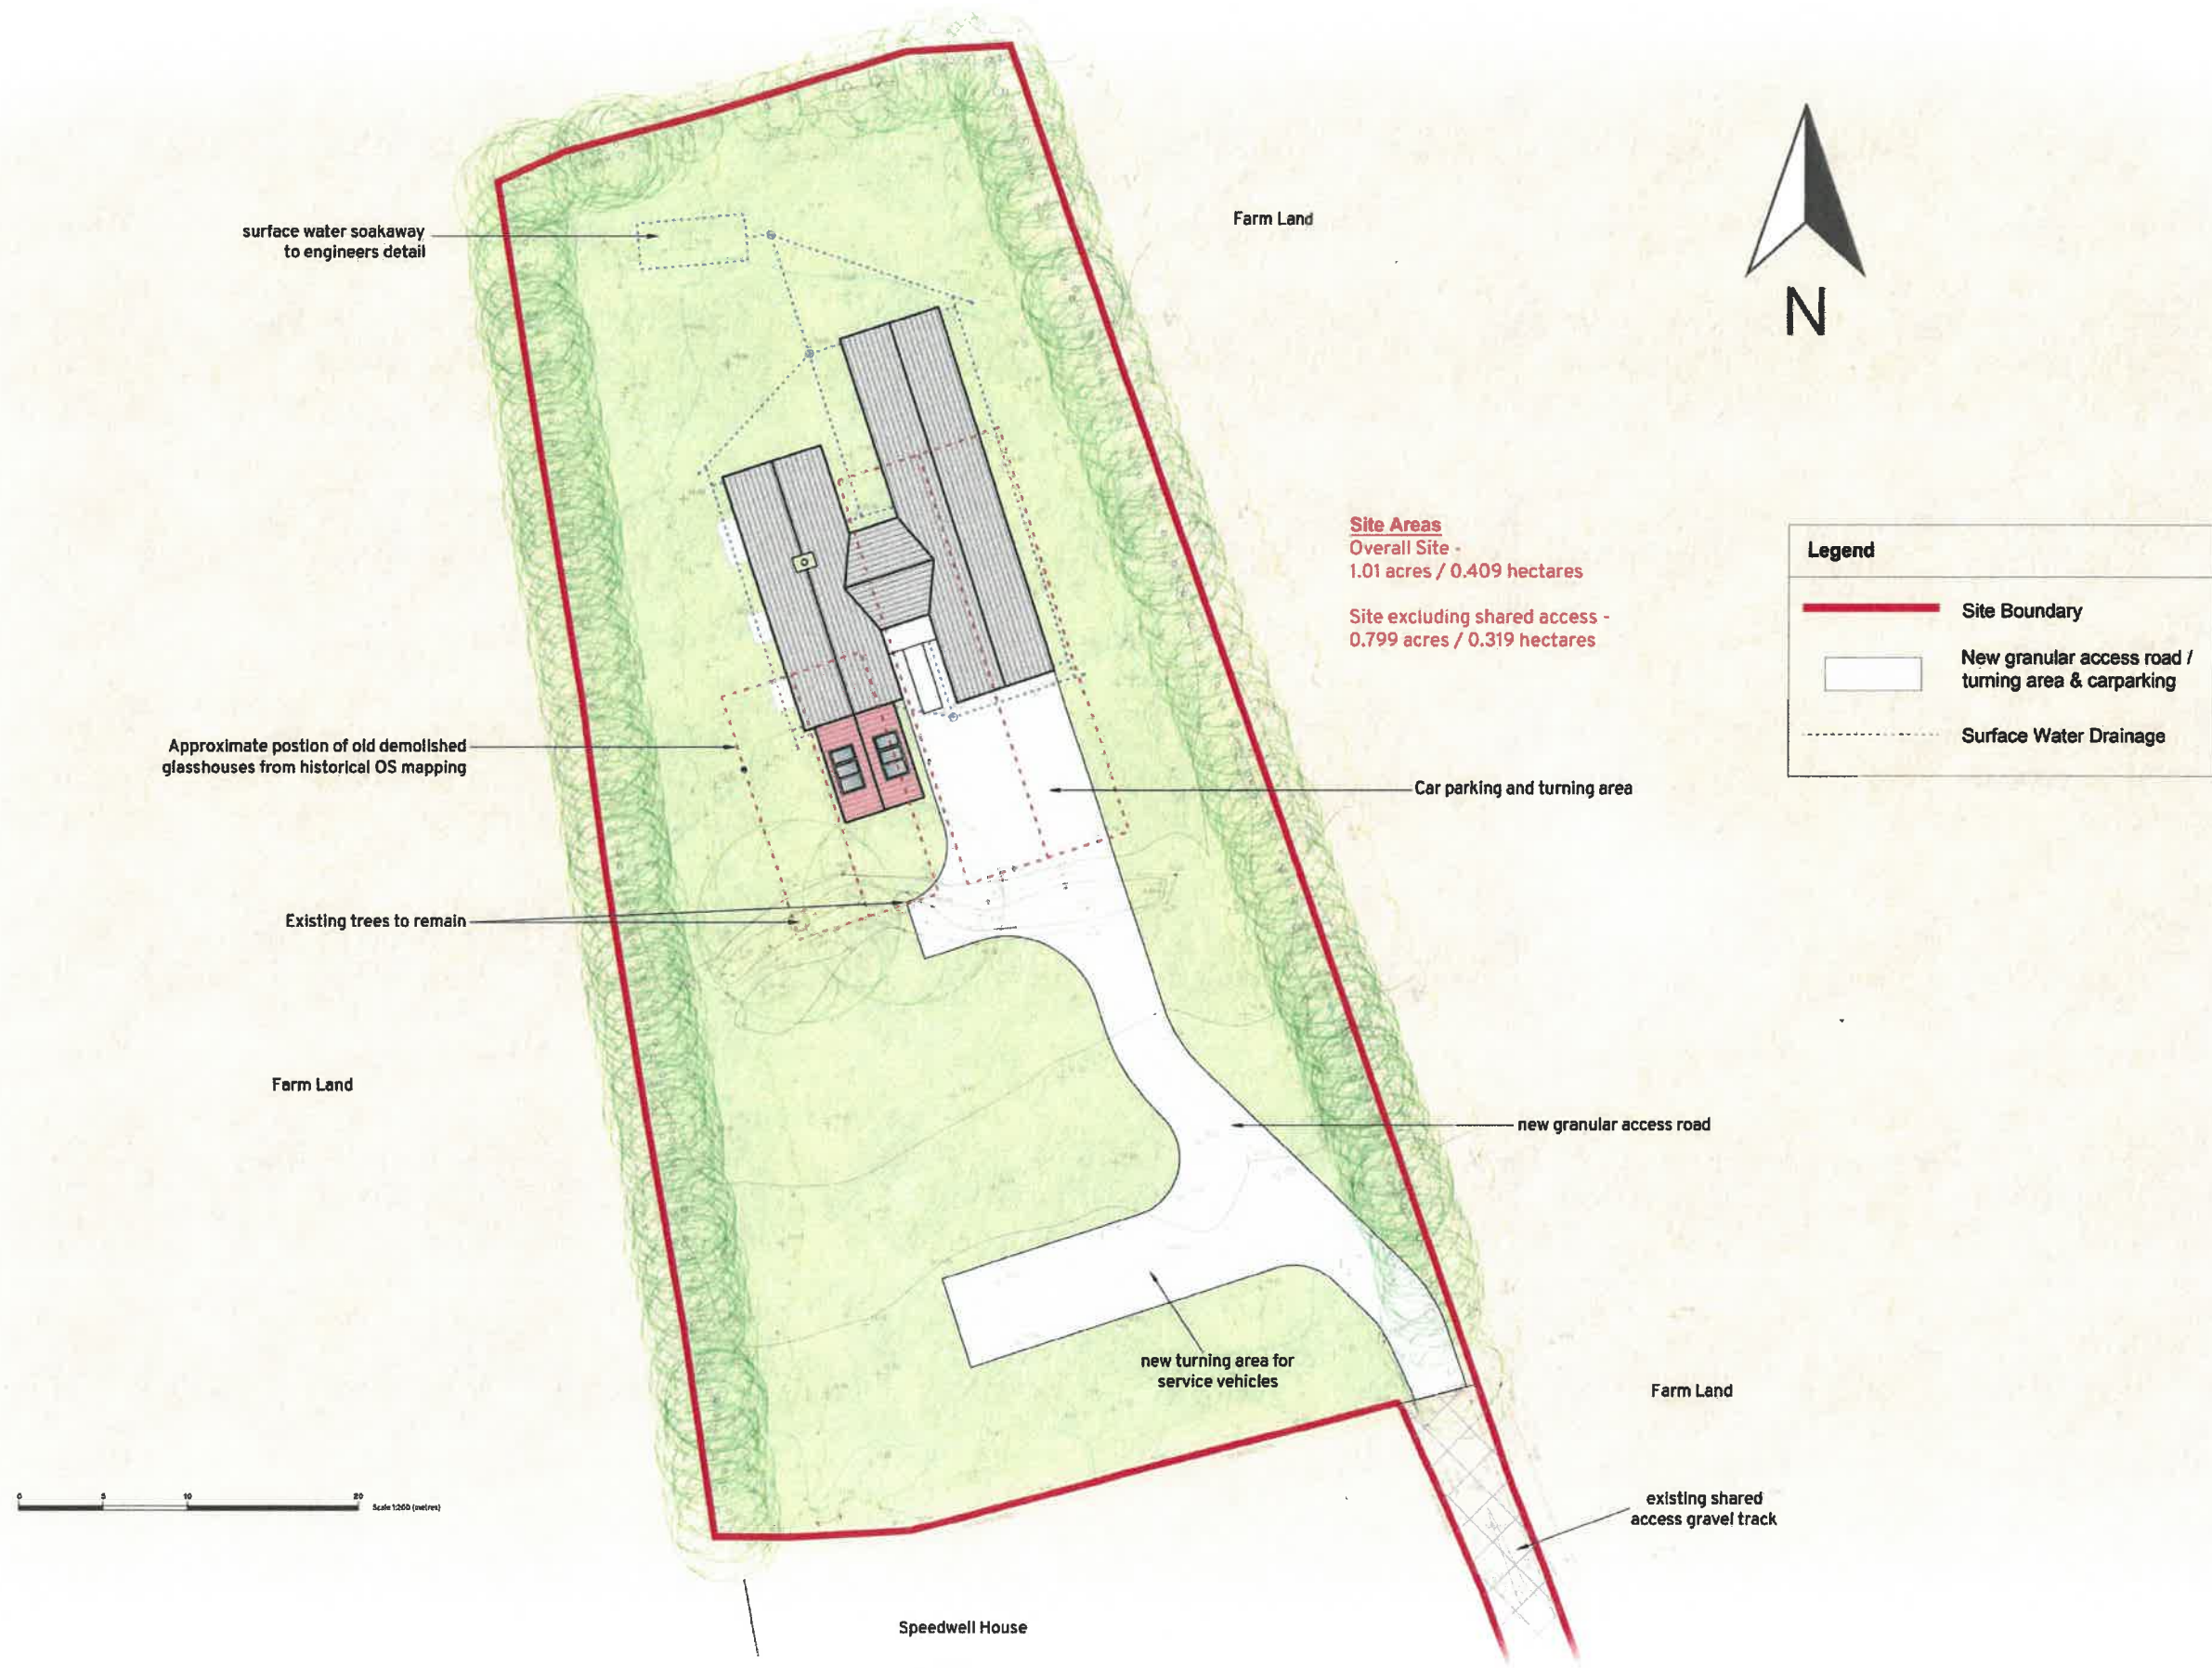 Farm Land
surface water soakaway
to engineers detail
N
Site Areas
Overall Site -
1.01 acres / 0.409 hectares
Site excluding shared access -
0.799 acres / 0.319 hectares
Legend
Site Boundary
New granular access road /
turning area & carparking
Surface Water Drainage
Approximate postion of old demolished
glasshouses from historical OS mapping
Car parking and turning area
Existing trees to remain
Farm Land
new granular access road
new turning area for
service vehicles
Farm Land
0 5 10 20
Scale 1:200 (metres)
existing shared
access gravel track
Speedwell House